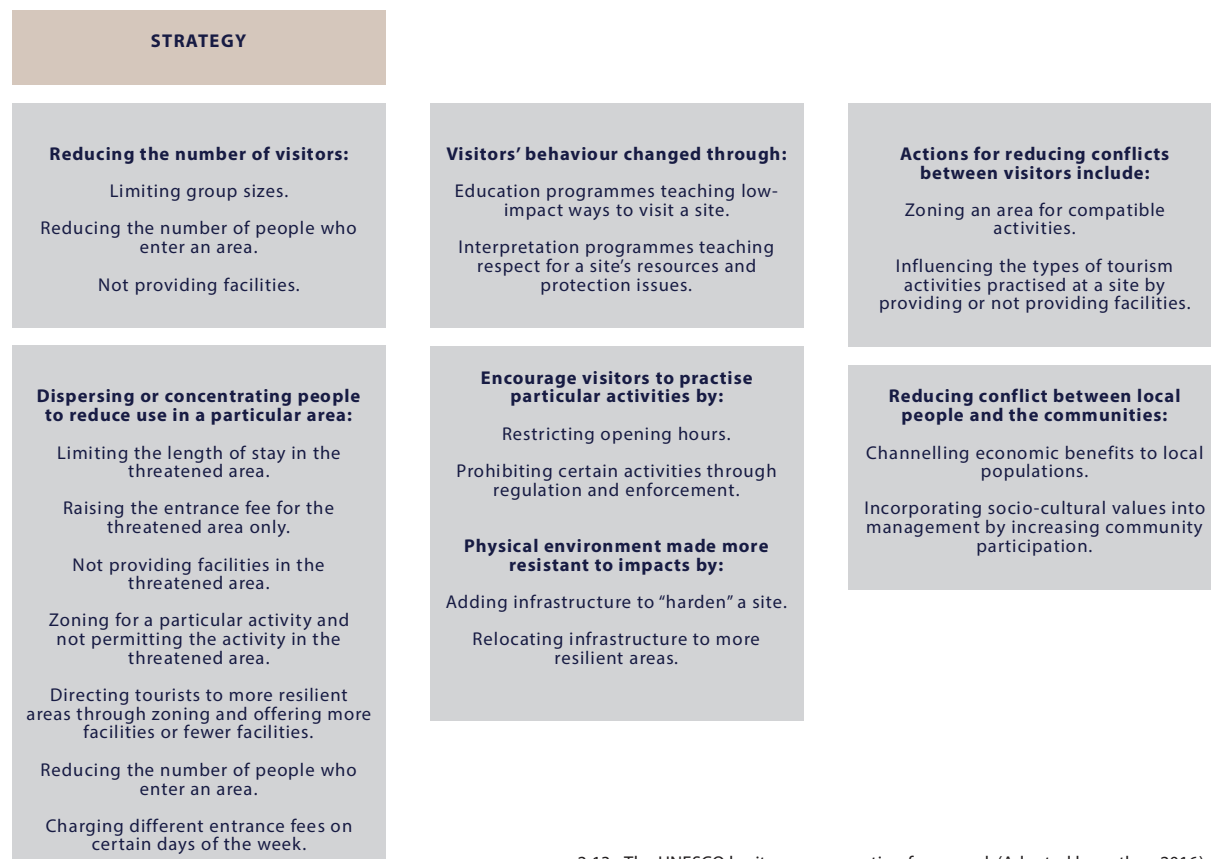 STRATEGY
Reducing the number of visitors:
Limiting group sizes.
Reducing the number of people who
enter an area.
Not providing facilities.
Dispersing or concentrating people
to reduce use in a particular area:
Limiting the length of stay in the
threatened area.
Raising the entrance fee for the
threatened area only.
Not providing facilities in the
threatened area.
Zoning for a particular activity and
not permitting the activity in the
threatened area.
Directing tourists to more resilient
areas through zoning and offering more
facilities or fewer facilities.
Reducing the number of people who
enter an area.
Charging different entrance fees on
certain days of the week.
Visitors’ behaviour changed through:
Education programmes teaching low-
impact ways to visit a site.
Interpretation programmes teaching
respect for a site’s resources and
protection issues.
Encourage visitors to practise
particular activities by:
Restricting opening hours.
Prohibiting certain activities through
regulation and enforcement.
Physical environment made more
resistant to impacts by:
Adding infrastructure to “harden” a site.
Relocating infrastructure to more
resilient areas.
Actions for reducing conflicts
between visitors include:
Zoning an area for compatible
activities.
Influencing the types of tourism
activities practised at a site by
providing or not providing facilities.
Reducing conflict between local
people and the communities:
Channelling economic benefits to local
populations.
Incorporating socio-cultural values into
management by increasing community
participation.